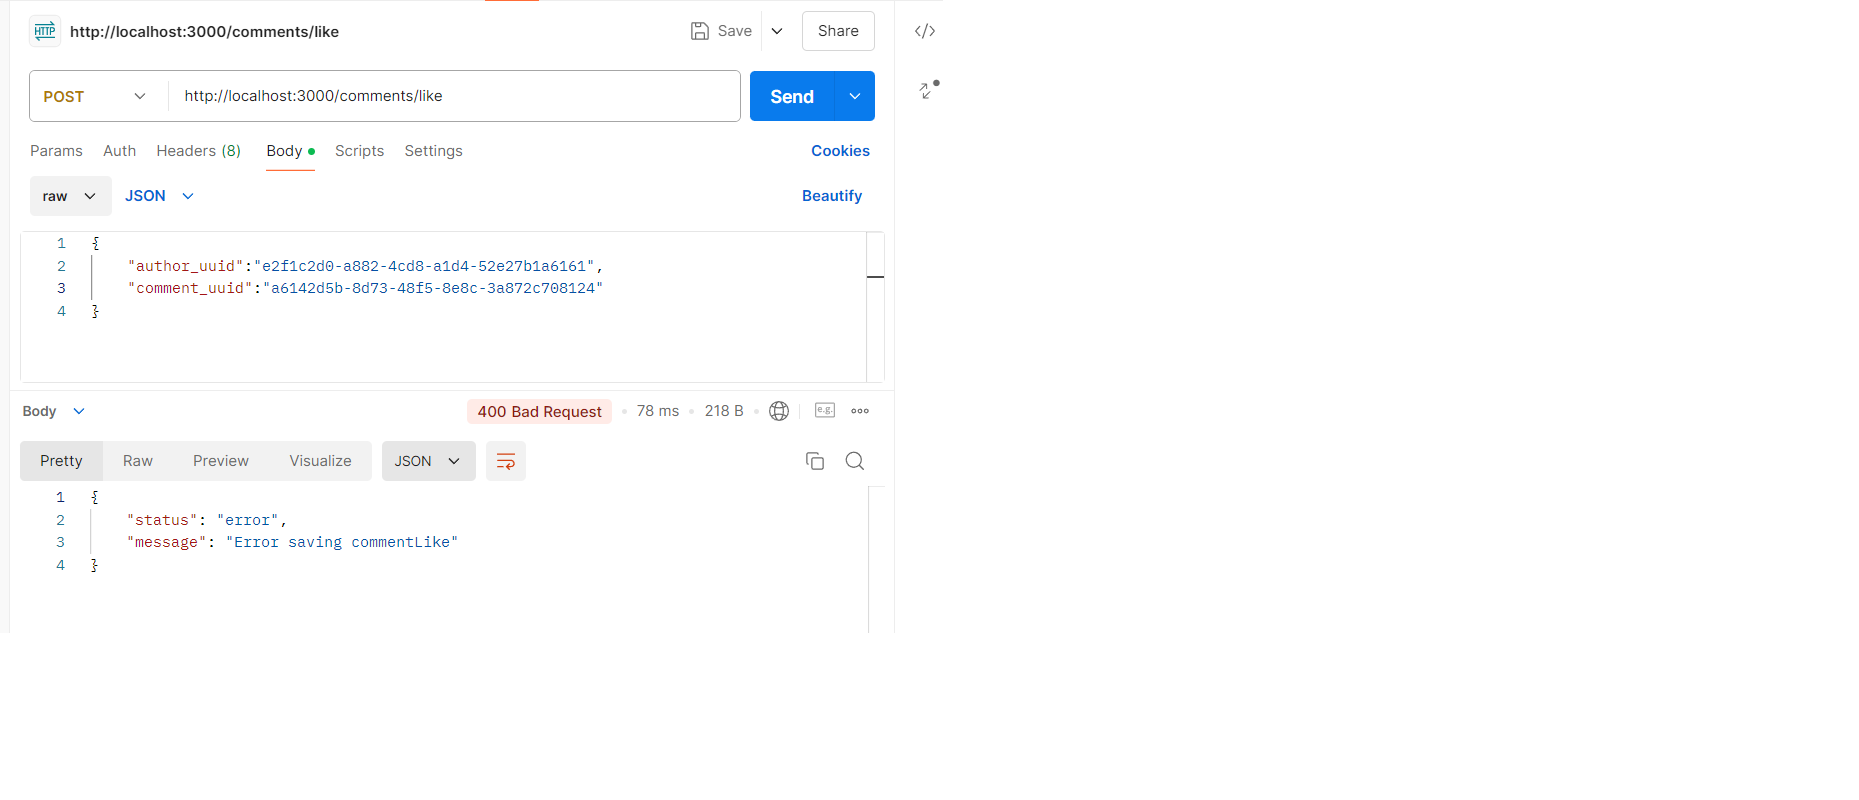 HTTP http://localhost:3000/comments/like Save Share
POST http://localhost:3000/comments/like Send
Params Auth Headers (8) Body Scripts Settings Cookies
raw JSON Beautify
1 {
2 "author_uuid":"e2f1c2d0-a882-4cd8-a1d4-52e27b1a6161",
3 "comment_uuid":"a6142d5b-8d73-48f5-8e8c-3a872c708124"
4 }
Body 400 Bad Request 78 ms 218 B e.g.
Pretty Raw Preview Visualize JSON
1 {
2 "status": "error",
3 "message": "Error saving commentLike"
4 }